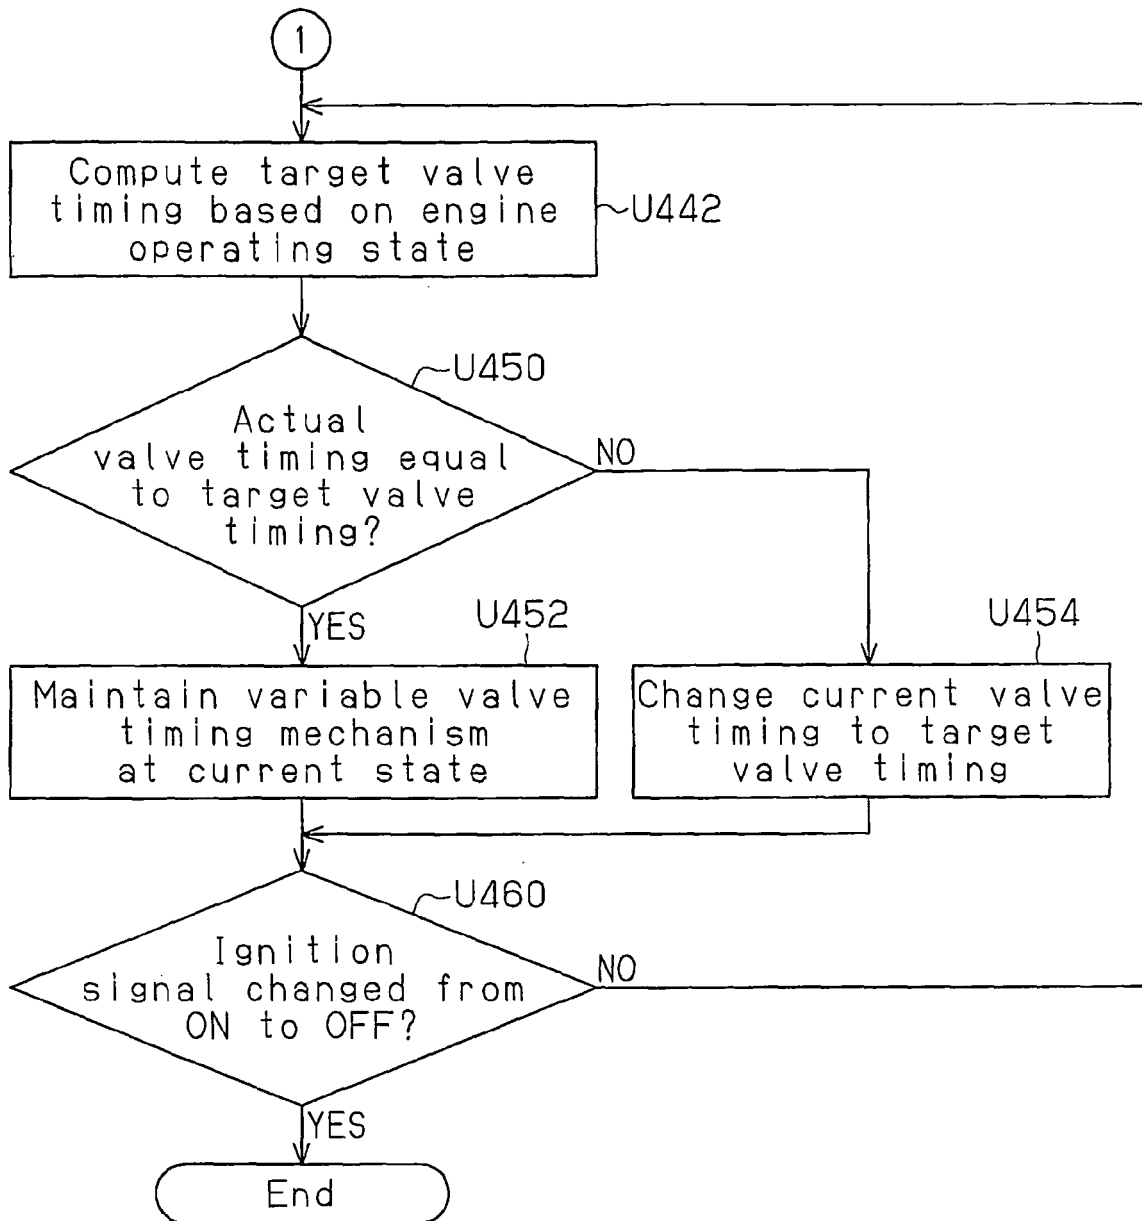 1
Compute target valve
timing based on engine
operating state
U442
U450
Actual
valve timing equal
to target valve
timing?
NO
YES
U452
U454
Maintain variable valve
timing mechanism
at current state
Change current valve
timing to target
valve timing
U460
Ignition
signal changed from
ON to OFF?
NO
YES
End